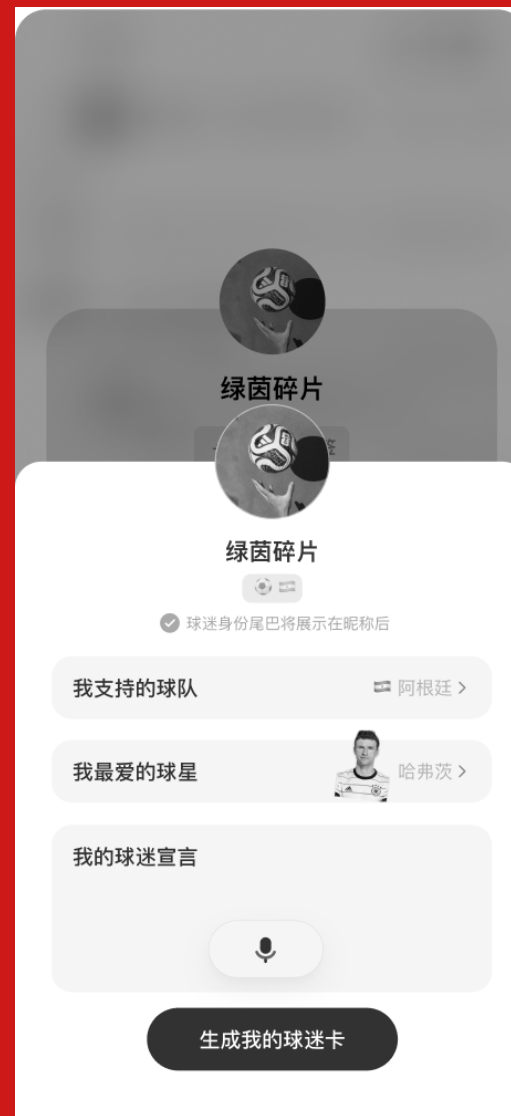 绿茵碎片
绿茵碎片
球迷身份尾巴将展示在昵称后
我支持的球队
阿根廷
我最爱的球星
哈弗茨
我的球迷宣言
生成我的球迷卡